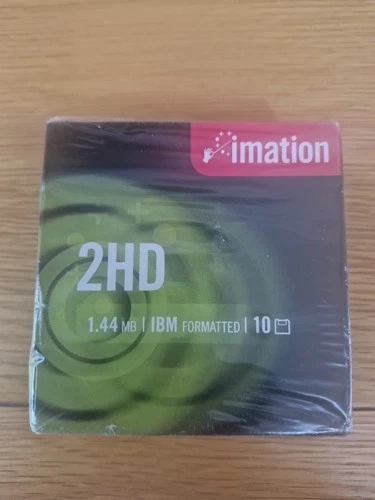 imation
2HD
1.44 MB | IBM FORMATTED | 10